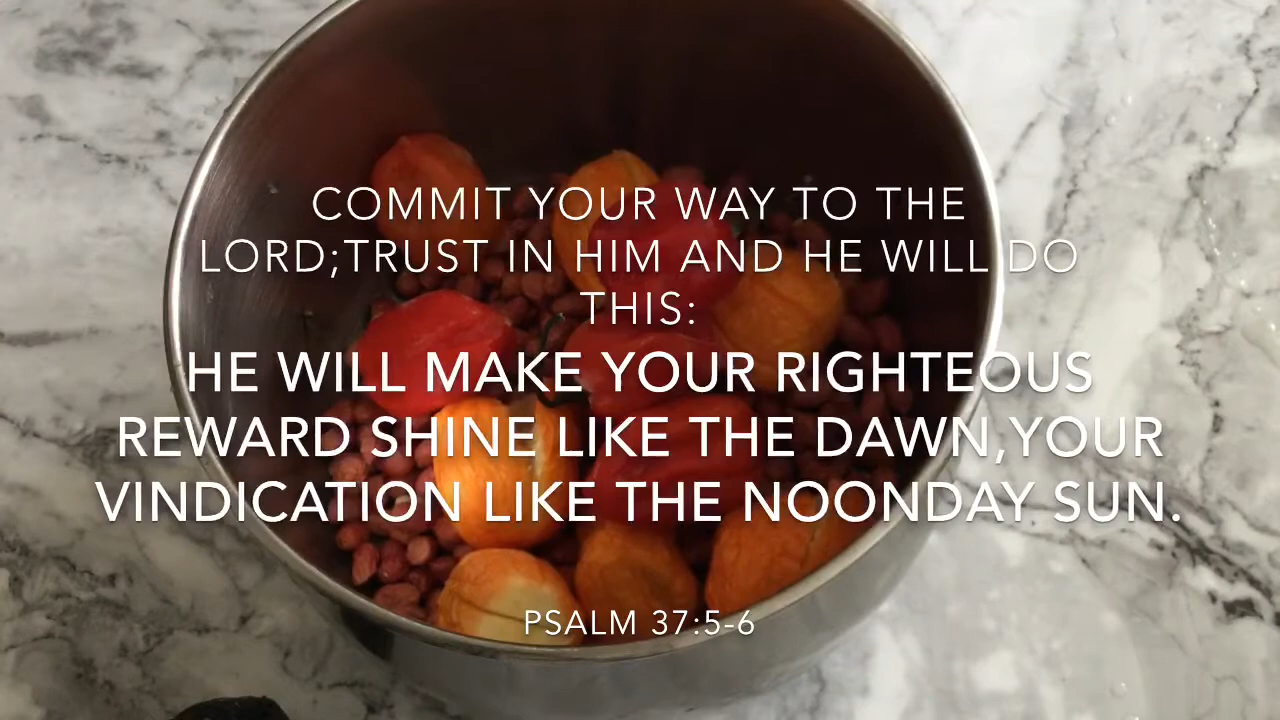 COMMIT YOUR WAY TO THE
LORD;TRUST IN HIM AND HE WILL DO
THIS:
HE WILL MAKE YOUR RIGHTEOUS
REWARD SHINE LIKE THE DAWN,YOUR
VINDICATION LIKE THE NOONDAY SUN.
PSALM 37:5-6